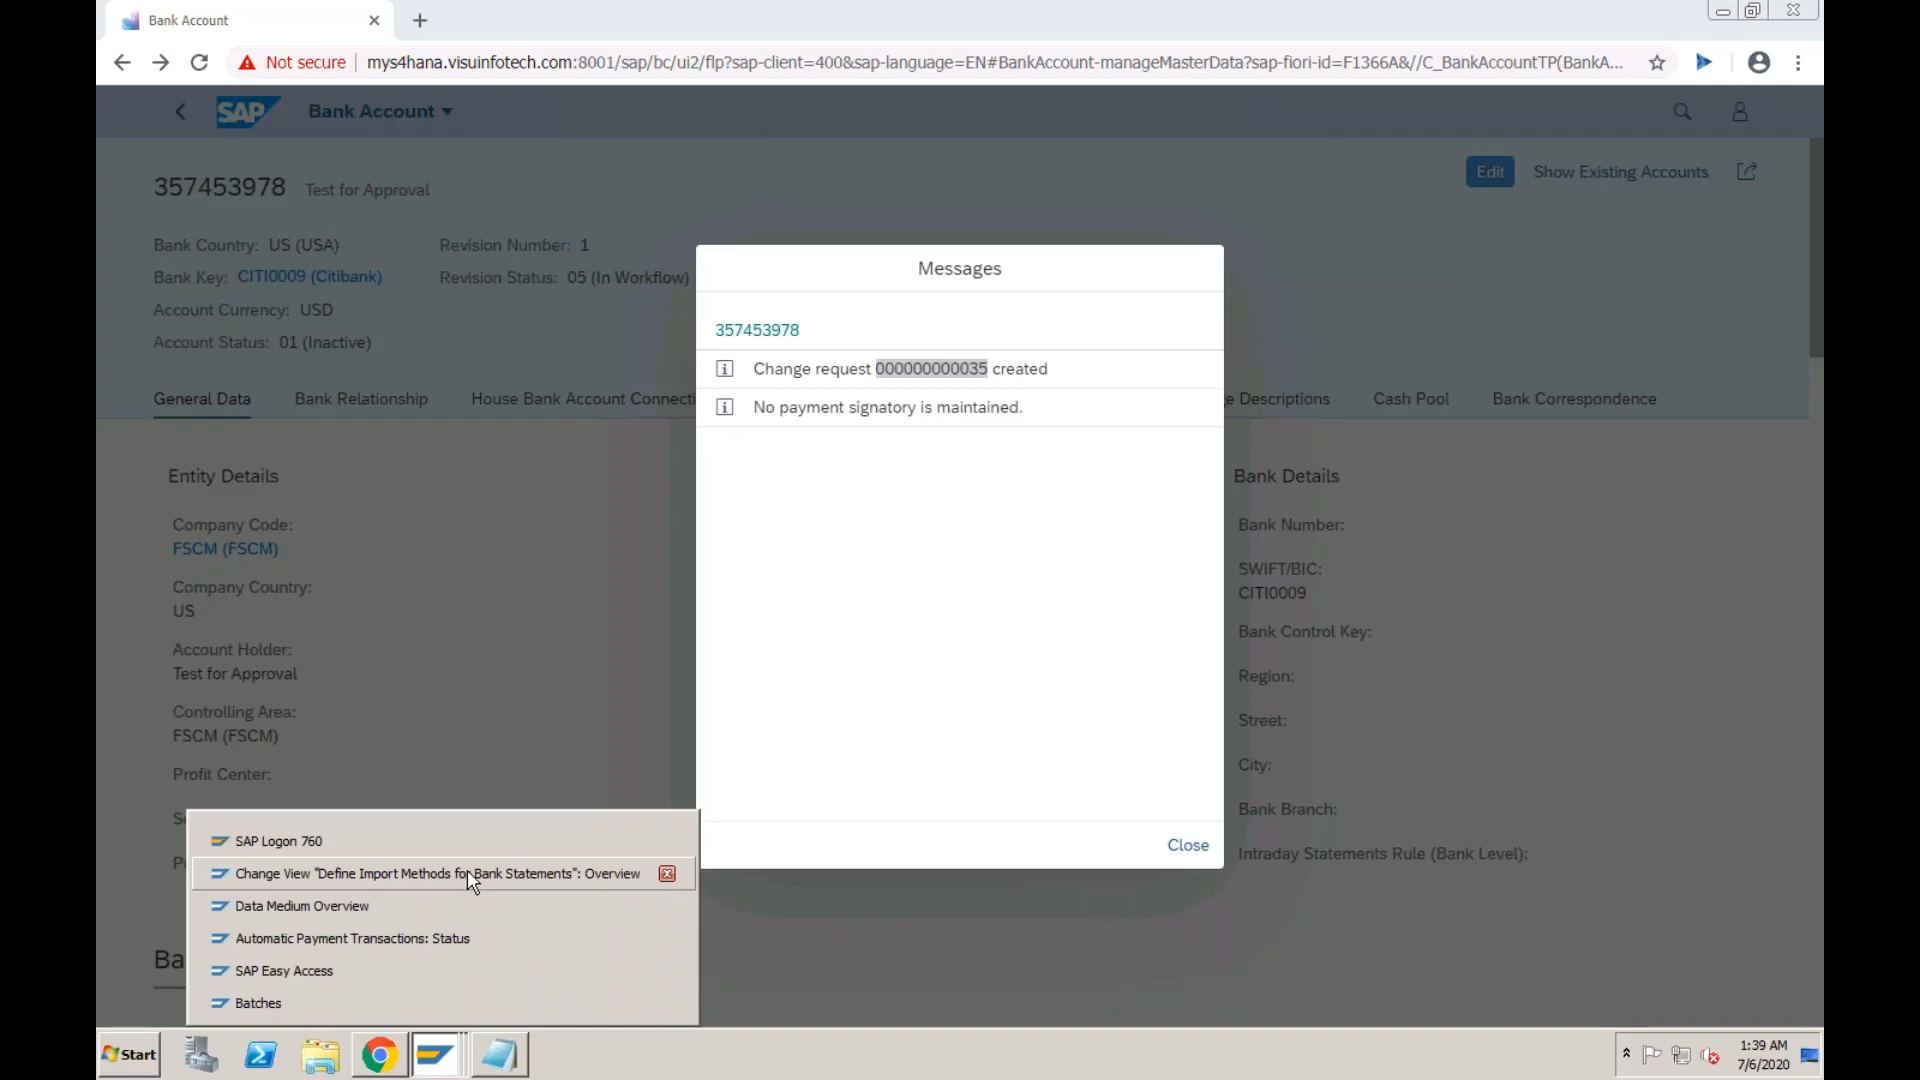 Bank Account
Not secure
mys4hana.visuinfotech.com:8001/sap/bc/ui2/flp?sap-client=400&sap-language=EN#BankAccount-manageMasterData?sap-fiori-id=F1366A&//C_BankAccountTP(BankA...
SAP Bank Account
357453978 Test for Approval
Edit Show Existing Accounts
Bank Country: US (USA) Revision Number: 1
Bank Key: CITI0009 (Citibank) Revision Status: 05 (In Workflow)
Account Currency: USD
Account Status: 01 (Inactive)
General Data Bank Relationship House Bank Account Connecti
e Descriptions Cash Pool Bank Correspondence
Messages
357453978
Change request 000000000035 created
No payment signatory is maintained.
Close
Entity Details
Company Code:
FSCM (FSCM)
Company Country:
US
Account Holder:
Test for Approval
Controlling Area:
FSCM (FSCM)
Profit Center:
Bank Details
Bank Number:
SWIFT/BIC:
CITI0009
Bank Control Key:
Region:
Street:
City:
Bank Branch:
Intraday Statements Rule (Bank Level):
Ba
SAP Logon 760
Change View "Define Import Methods for Bank Statements": Overview
Data Medium Overview
Automatic Payment Transactions: Status
SAP Easy Access
Batches
Start
1:39 AM
7/6/2020